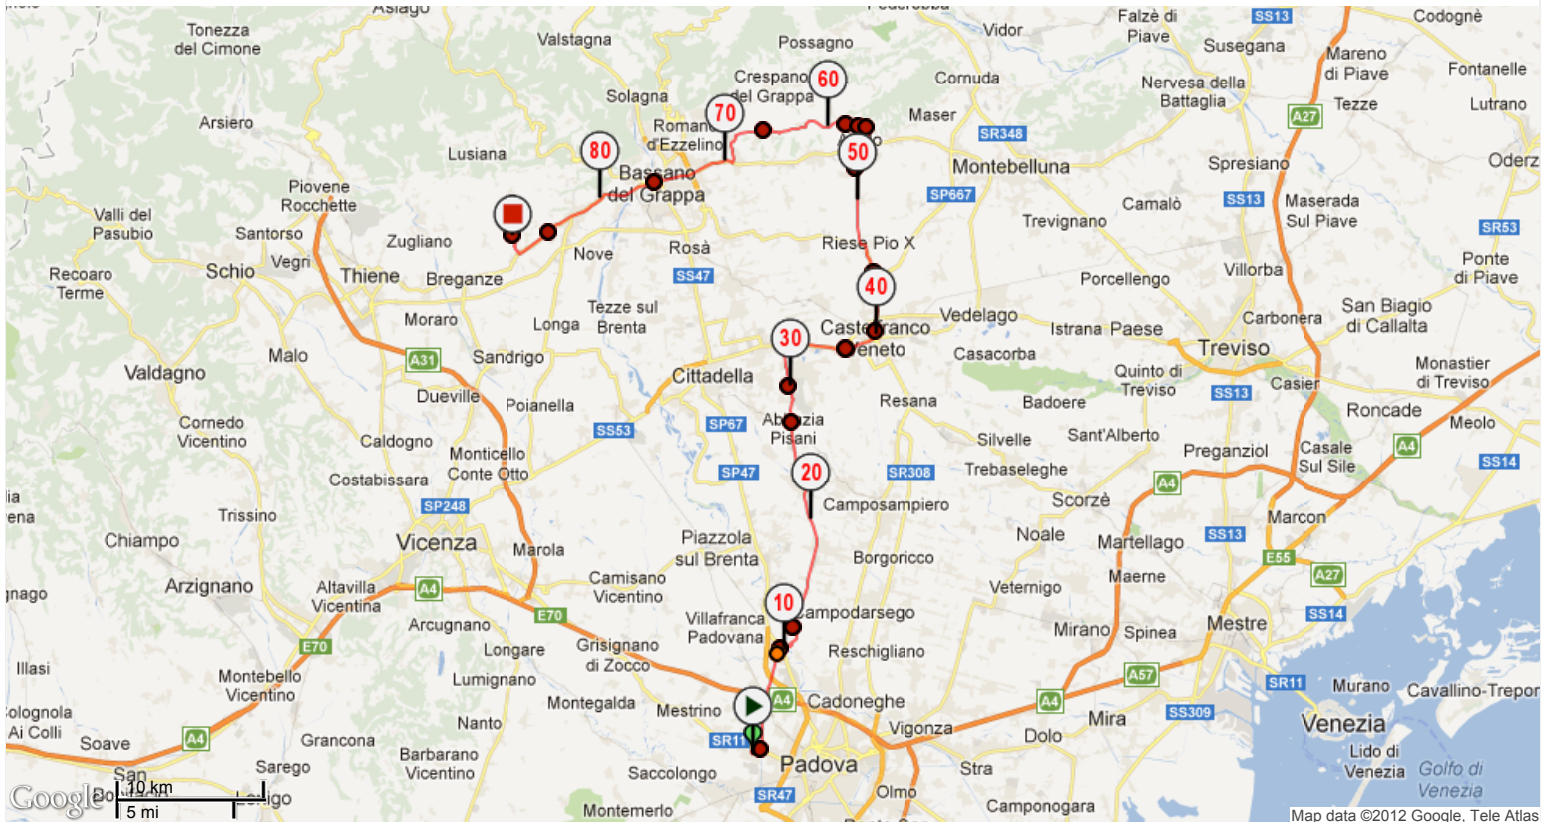 Asiago
Tonezza
del Cimone
Valstagna
Possagno
Vidor
Falzè di
Piave
SS13
Codognè
Susegana
Mareno
di Piave
Fontanelle
Crespano
del Grappa
60
Cornuda
Nervesa della
Battaglia
Tezze
Lutrano
Solagna
Arsiero
70
Romano
d'Ezzelino
Maser
SR348
A27
Lusiana
80
50
Montebelluna
Spresiano
Bassano
del Grappa
Piovene
Rocchette
SP667
Camalò
SS13
Maserada
Sul Piave
Valli del
Pasubio
Santorso
Zugliano
Trevignano
SR53
Riese Pio X
Rosà
Nove
Vegri
Schio
Thiene
Breganze
SS47
Recoaro
Terme
Porcellengo
Villorba
Ponte
di Piave
40
Tezze sul
Brenta
Moraro
Longa
Castelfranco
Veneto
Vedelago
Istrana
Paese
Carbonera
San Biagio
di Callalta
30
Malo
A31
Sandrigo
Casacorba
Treviso
Valdagno
Cittadella
Quinto di
Treviso
Casier
Monastier
di Treviso
SS13
Dueville
Poianella
Resana
Badoere
Roncade
Cornedo
Vicentino
SS53
SP67
Abbazia
Pisani
Meolo
Caldogno
Silvelle
Sant'Alberto
Preganziol
Casale
Sul Sile
A4
Monticello
Conte Otto
SP47
20
SR308
Trebaseleghe
SS14
Costabissara
A4
SP248
Camposampiero
Scorzè
Trissino
Marcon
Chiampo
Vicenza
Marola
Piazzola
sul Brenta
Noale
Martellago
SS13
E55
Borgoricco
A27
Arzignano
Altavilla
Vicentina
A4
Camisano
Vicentino
Veternigo
Maerne
E70
10
Campodarsego
SS14
Villafranca
Padovana
Arcugnano
Mirano
Spinea
Mestre
E70
Longare
Grisignano
di Zocco
Reschigliano
Illasi
Montebello
Vicentino
Lumignano
A57
SR11
Murano
Cavallino-Trepor
Montegalda
Mestrino
A4
Cadoneghe
A4
Mira
SS309
Venezia
Nanto
Vigonza
Dolo
Ai Colli
Soave
A4
Grancona
SR11
Barbarano
Vicentino
Saccolongo
Padova
Stra
Lido di
Venezia
Golfo di
Venezia
Sarego
San
10 km
5 mi
Google
Montemerlo
SR47
Olmo
Camponogara
Map data ©2012 Google, Tele Atlas